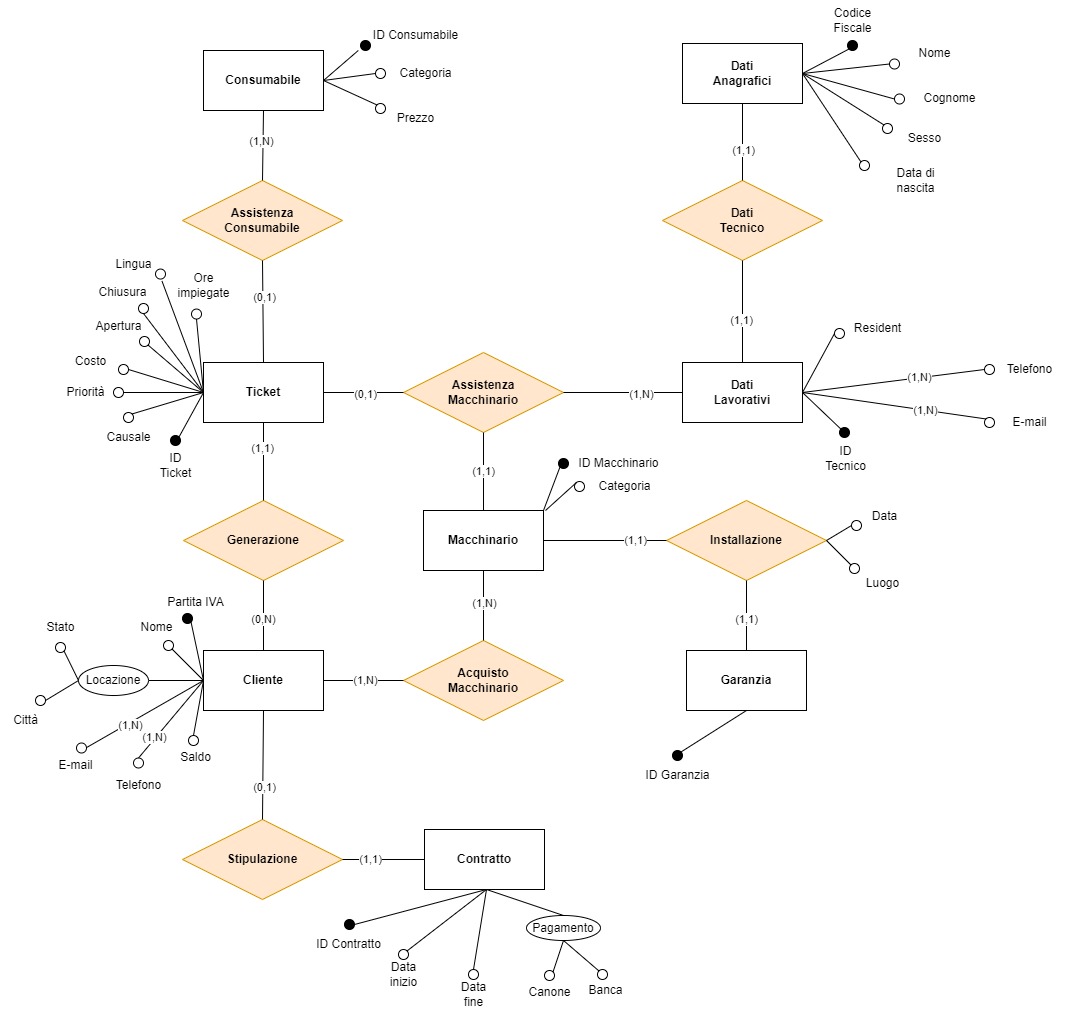 Codice
Fiscale
ID Consumabile
Nome
Categoria
Consumabile
Dati
Anagrafici
Cognome
Prezzo
Sesso
(1,N)
(1,1)
Data di
nascita
Assistenza
Consumabile
Dati
Tecnico
Lingua
Ore
impiegate
Chiusura
(0,1)
Apertura
(1,1)
Resident
Costo
Telefono
(1,N)
Priorità
Ticket
(0,1)
Assistenza
Macchinario
(1,N)
Dati
Lavorativi
(1,N)
E-mail
Causale
ID
Ticket
(1,1)
ID
Tecnico
(1,1)
ID Macchinario
Categoria
Data
Generazione
Macchinario
(1,1)
Installazione
Luogo
Partita IVA
(1,N)
Stato
Nome
(0,N)
(1,1)
Locazione
Cliente
(1,N)
Acquisto
Macchinario
Garanzia
Città
(1,N)
(1,N)
E-mail
Saldo
Telefono
ID Garanzia
(0,1)
Stipulazione
(1,1)
Contratto
Pagamento
ID Contratto
Data
inizio
Data
fine
Canone
Banca